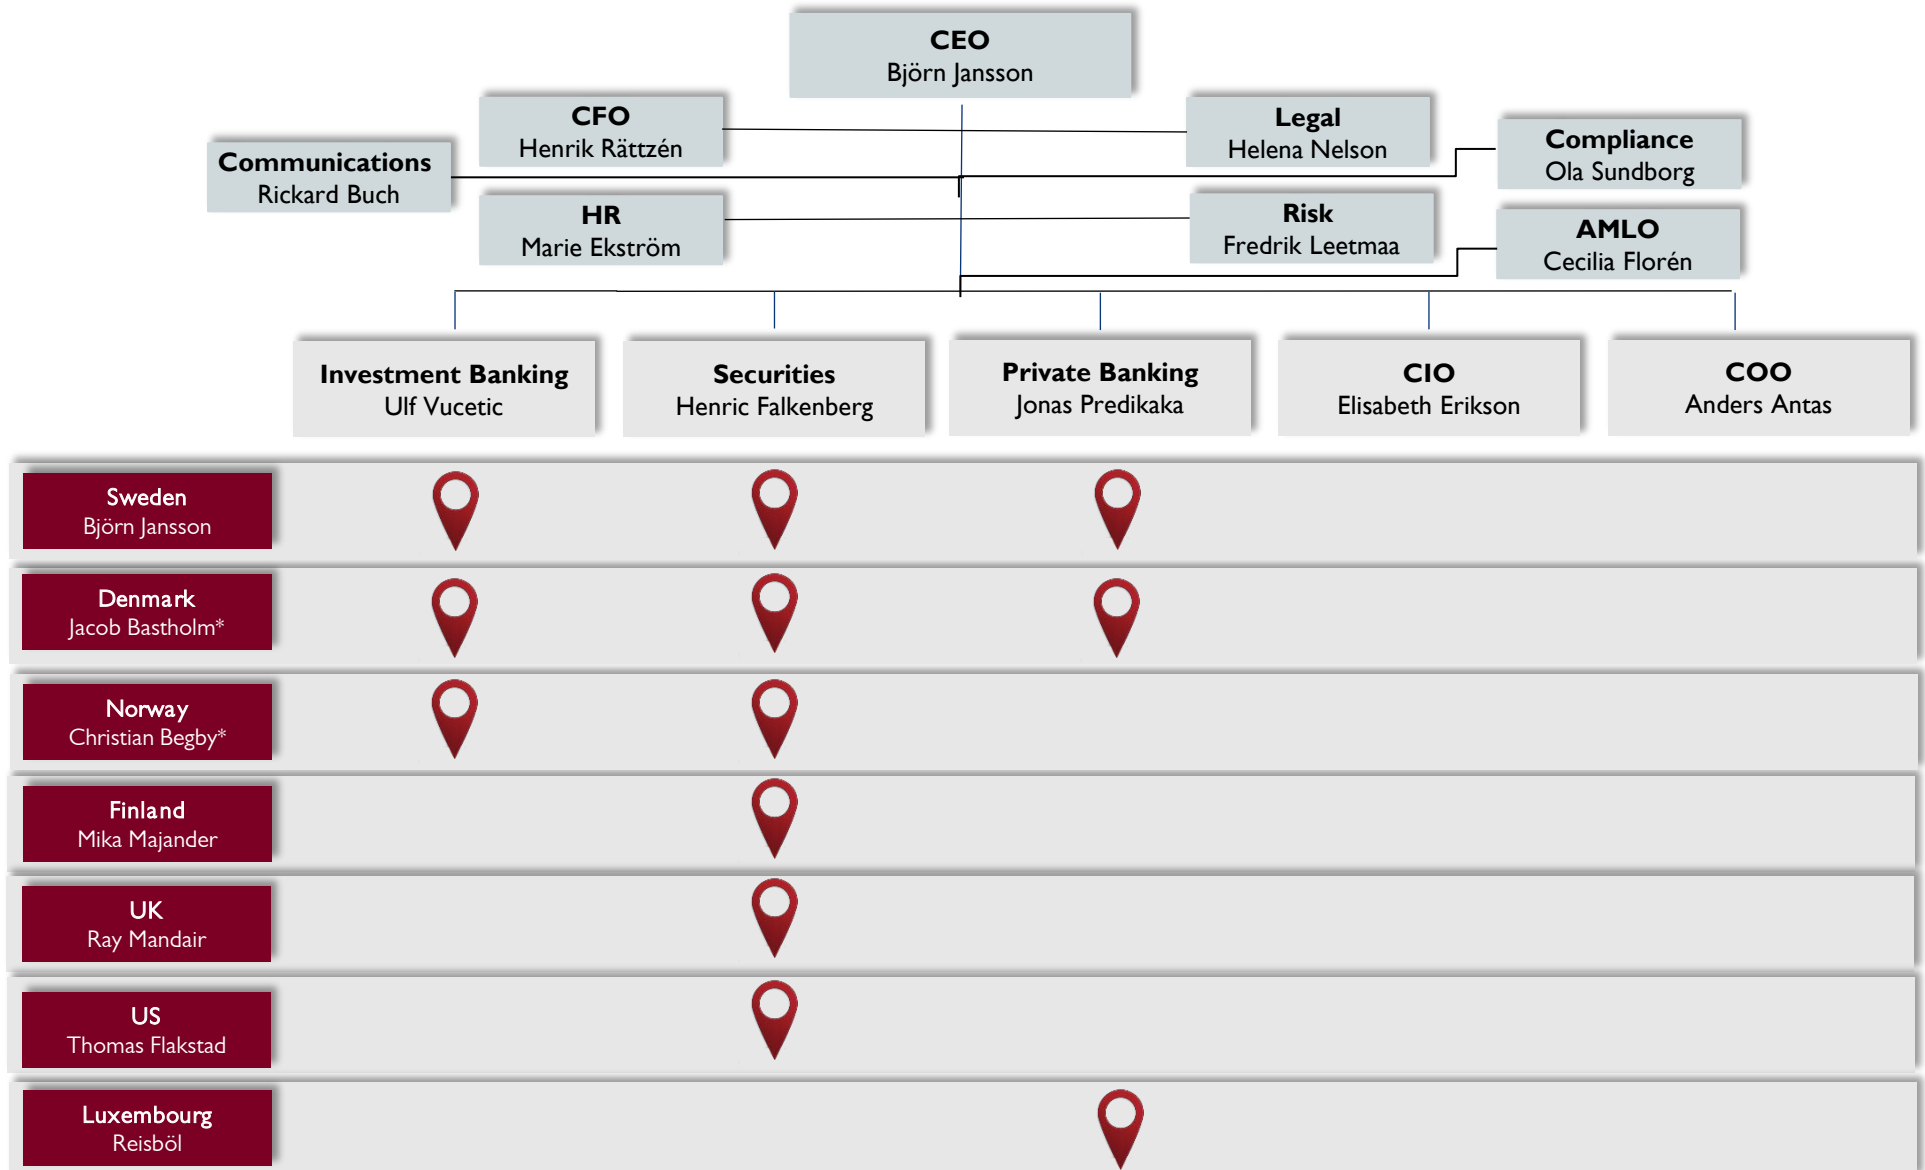 CEO
Björn Jansson
CFO
Henrik Rättzén
Legal
Helena Nelson
Communications
Rickard Buch
Compliance
Ola Sundborg
HR
Marie Ekström
Risk
Fredrik Leetmaa
AMLO
Cecilia Florén
Investment Banking
Ulf Vucetic
Securities
Henric Falkenberg
Private Banking
Jonas Predikaka
CIO
Elisabeth Erikson
COO
Anders Antas
Sweden
Björn Jansson
Denmark
Jacob Bastholm*
Norway
Christian Begby*
Finland
Mika Majander
UK
Ray Mandair
US
Thomas Flakstad
Luxembourg
Reisböl